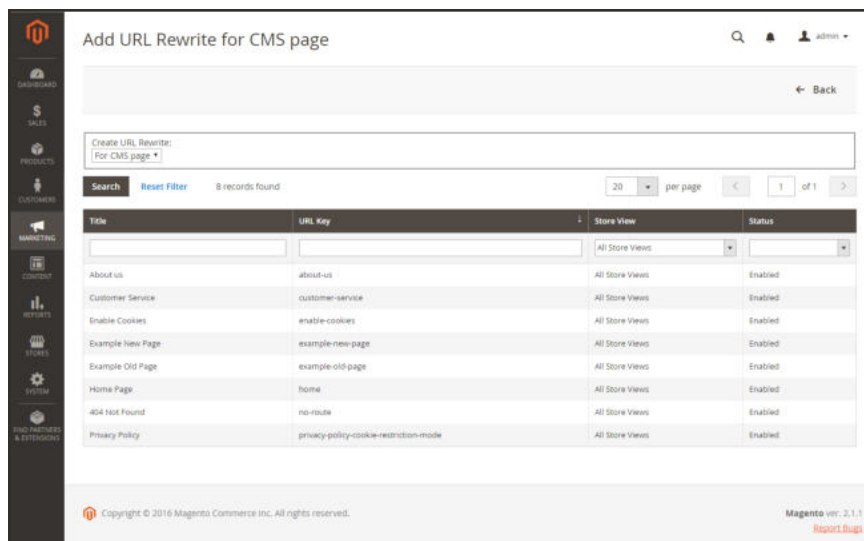 Add URL Rewrite for CMS page
admin
DASHBOARD
SALES
PRODUCTS
CUSTOMERS
MARKETING
CONTENT
REPORTS
STORES
SYSTEM
FIND PARTNERS
& EXTENSIONS
← Back
Create URL Rewrite:
For CMS page
Search Reset Filter 8 records found 20 per page 1 of 1
Title URL Key Store View Status
All Store Views
About us about-us All Store Views Enabled
Customer Service customer-service All Store Views Enabled
Enable Cookies enable-cookies All Store Views Enabled
Example New Page example-new-page All Store Views Enabled
Example Old Page example-old-page All Store Views Enabled
Home Page home All Store Views Enabled
404 Not Found no-route All Store Views Enabled
Privacy Policy privacy-policy-cookie-restriction-mode All Store Views Enabled
Copyright © 2016 Magento Commerce Inc. All rights reserved. Magento ver. 2.1.1
Report Bugs